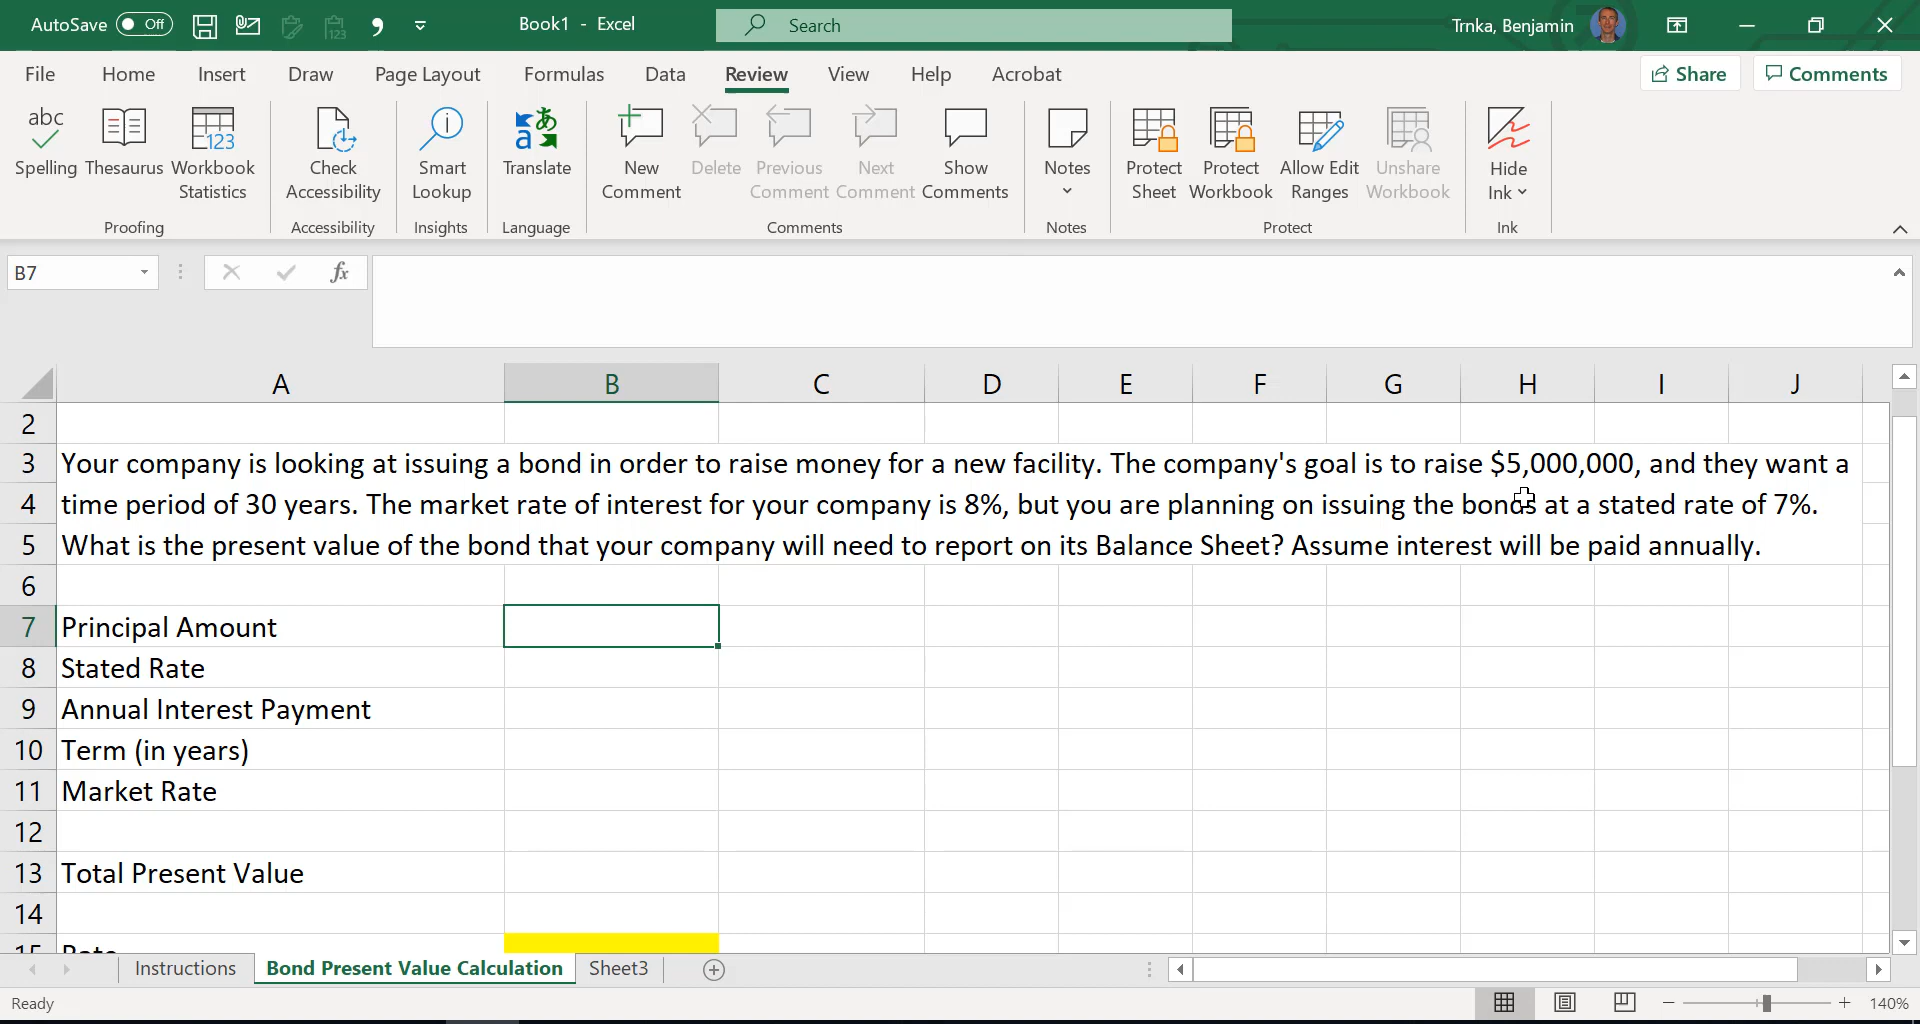 AutoSave Off Book1 - Excel Search Trnka, Benjamin
File Home Insert Draw Page Layout Formulas Data Review View Help Acrobat Share Comments
abc
123
Spelling Thesaurus Workbook Statistics Check Accessibility Smart Lookup Translate New Comment Delete Previous Comment Next Comment Show Comments Notes Protect Sheet Protect Workbook Allow Edit Ranges Unshare Workbook Hide Ink
Proofing Accessibility Insights Language Comments Notes Protect Ink
B7 fx
A B C D E F G H I J
2
3 Your company is looking at issuing a bond in order to raise money for a new facility. The company's goal is to raise $5,000,000, and they want a
4 time period of 30 years. The market rate of interest for your company is 8%, but you are planning on issuing the bonds at a stated rate of 7%.
5 What is the present value of the bond that your company will need to report on its Balance Sheet? Assume interest will be paid annually.
6
7 Principal Amount
8 Stated Rate
9 Annual Interest Payment
10 Term (in years)
11 Market Rate
12
13 Total Present Value
14
15 Rate
Instructions Bond Present Value Calculation Sheet3
Ready 140%